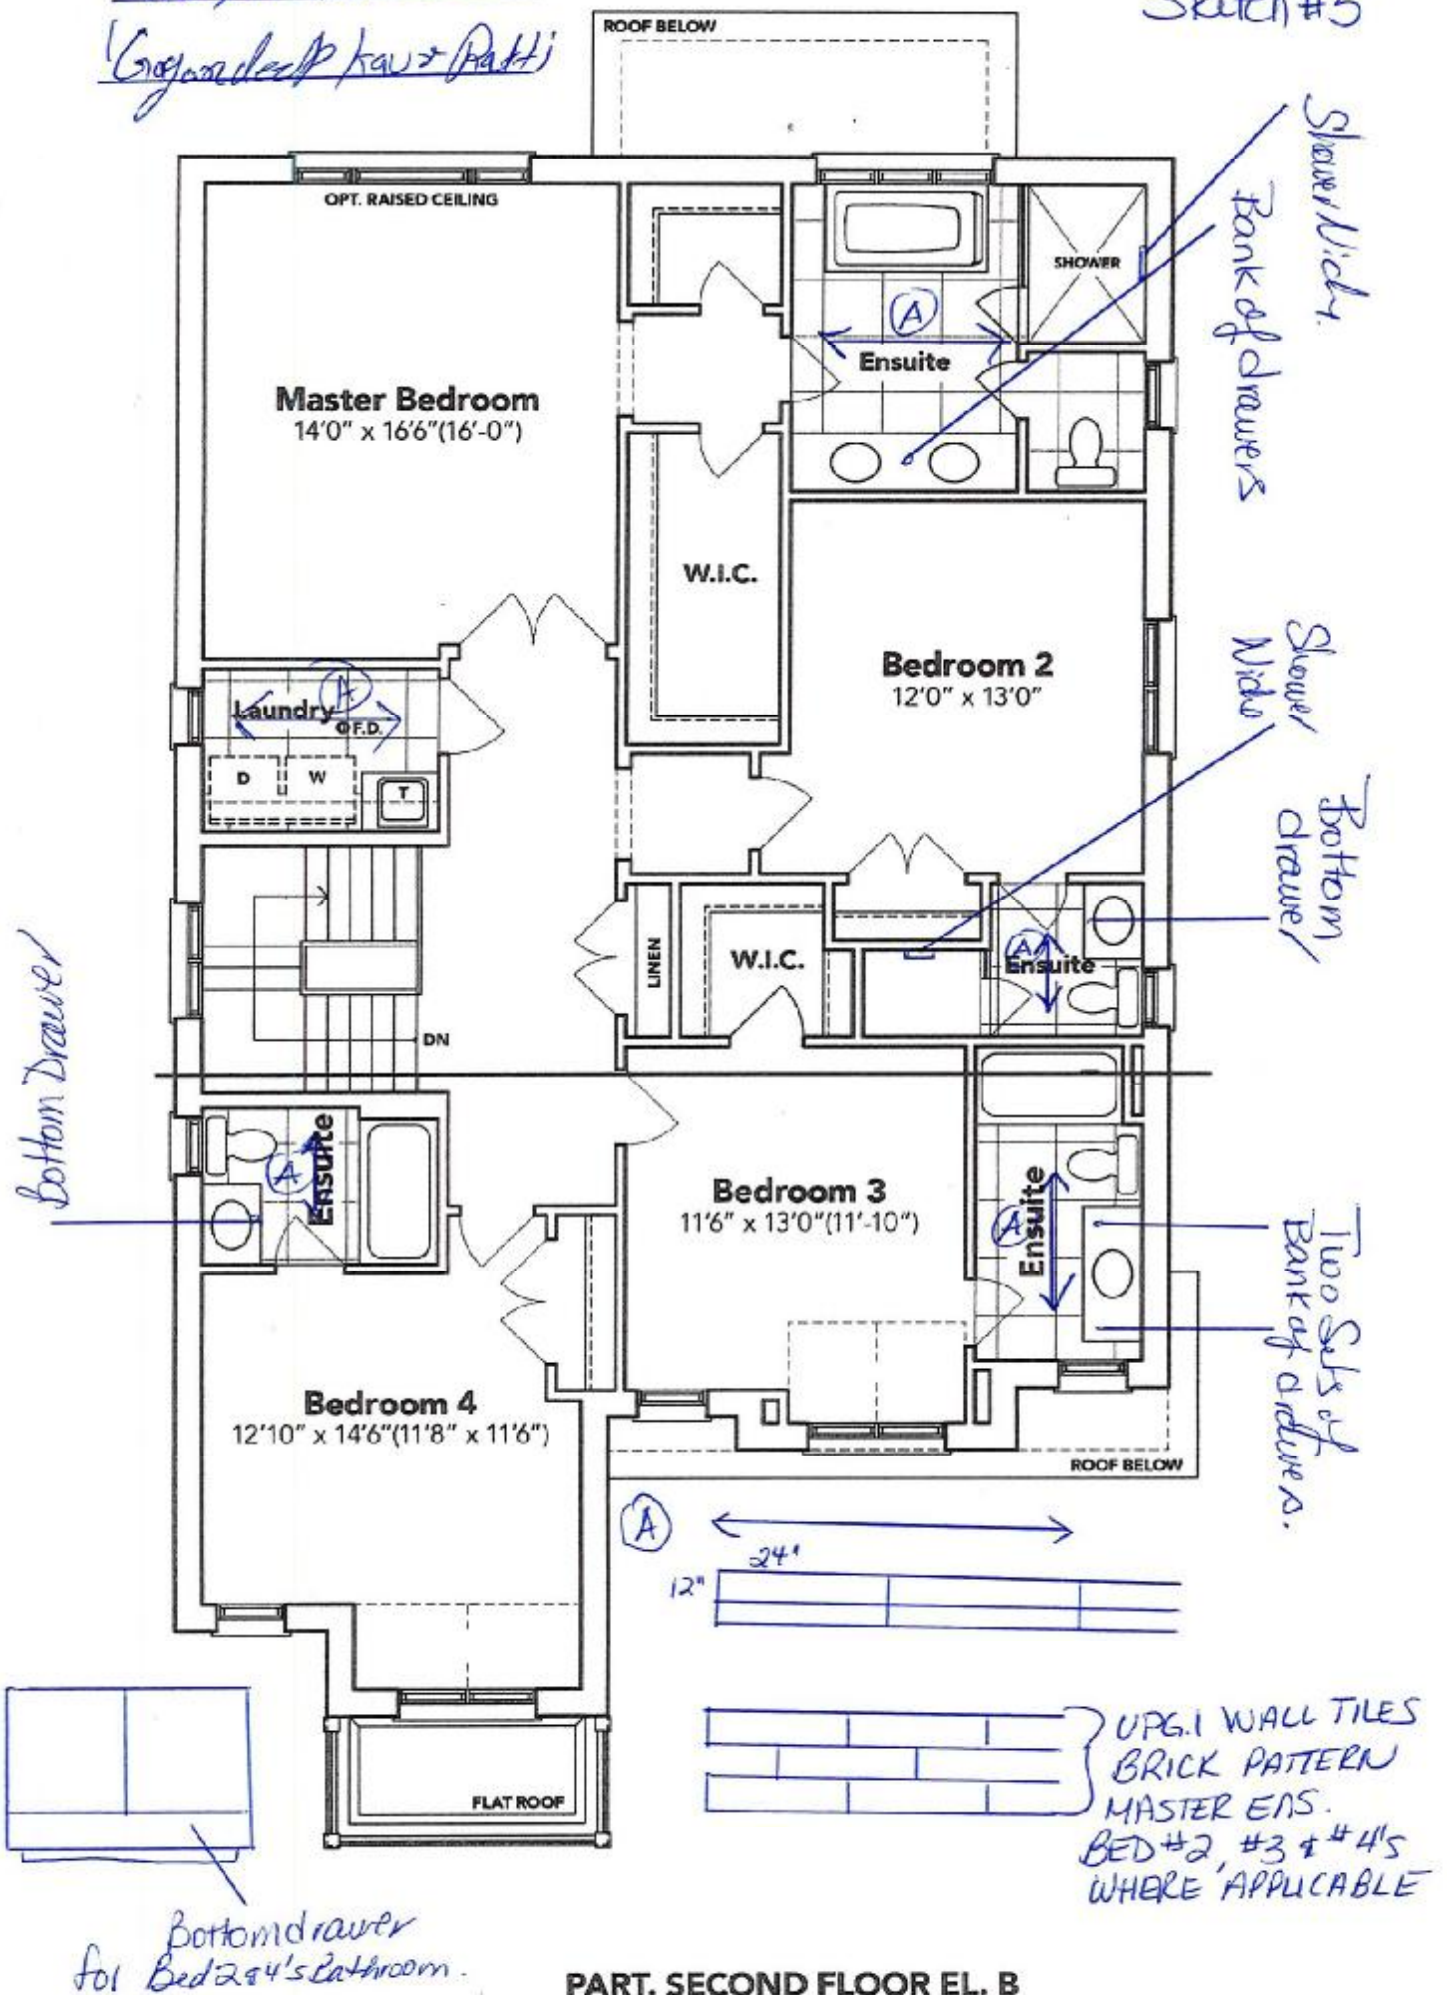 Sketch #5
Kaur
ROOF BELOW
OPT. RAISED CEILING
SHOWER
Shower
Bank of drawers
A
Ensuite
Master Bedroom
14'0" x 16'6"(16'-0")
W.I.C.
Bedroom 2
12'0" x 13'0"
Shower
Niche
A
Laundry
F.D.
D
W
T
Bottom
drawer
LINEN
W.I.C.
A
Ensuite
DN
Bottom Drawer
A
Ensuite
Bedroom 3
11'6" x 13'0"(11'-10")
A
Ensuite
Two Sets of
Bank of drawers.
Bedroom 4
12'10" x 14'6"(11'8" x 11'6")
ROOF BELOW
A
24"
12"
FLAT ROOF
UPG.1 WALL TILES
BRICK PATTERN
MASTER ENS.
BED #2, #3 & #4'S
WHERE APPLICABLE
Bottom drawer
for Bed 2&4's Bathroom.
PART. SECOND FLOOR EL. B